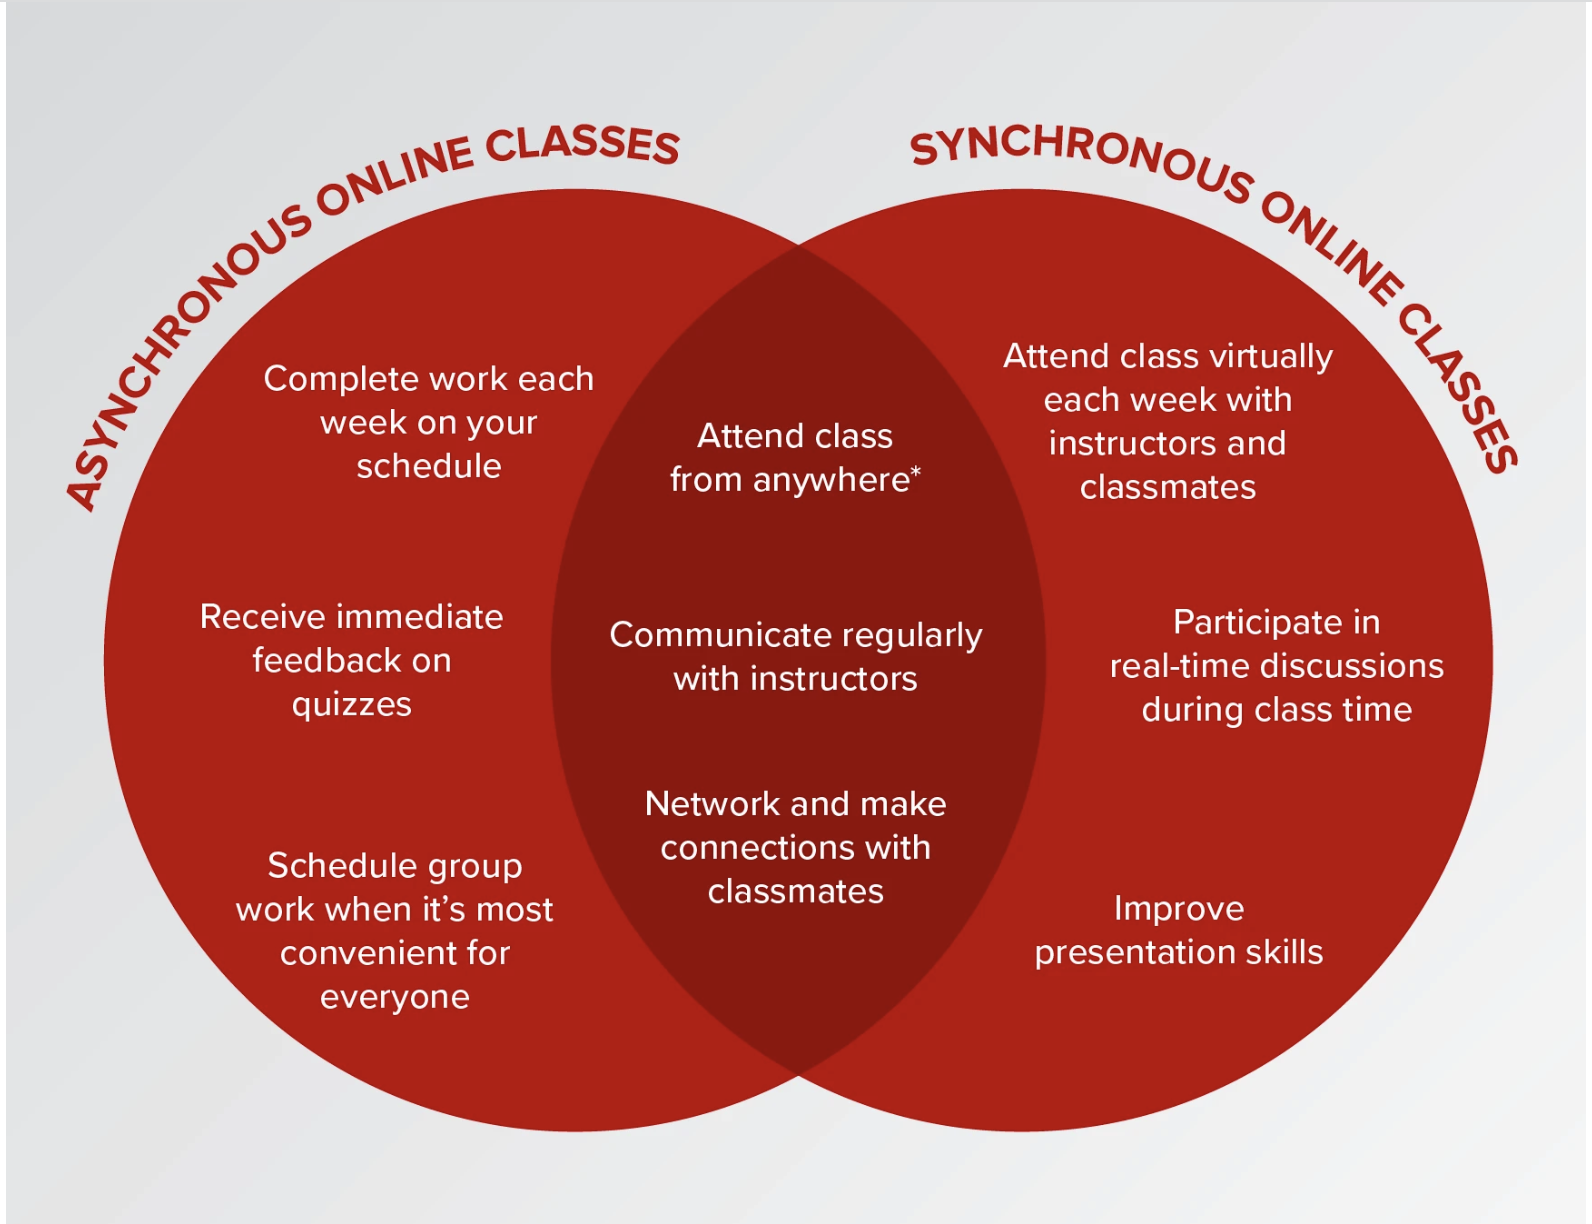 ASYNCHRONOUS ONLINE CLASSES
Complete work each
week on your
schedule
Receive immediate
feedback on
quizzes
Schedule group
work when it’s most
convenient for
everyone
Attend class
from anywhere*
Communicate regularly
with instructors
Network and make
connections with
classmates
SYNCHRONOUS ONLINE CLASSES
Attend class virtually
each week with
instructors and
classmates
Participate in
real-time discussions
during class time
Improve
presentation skills